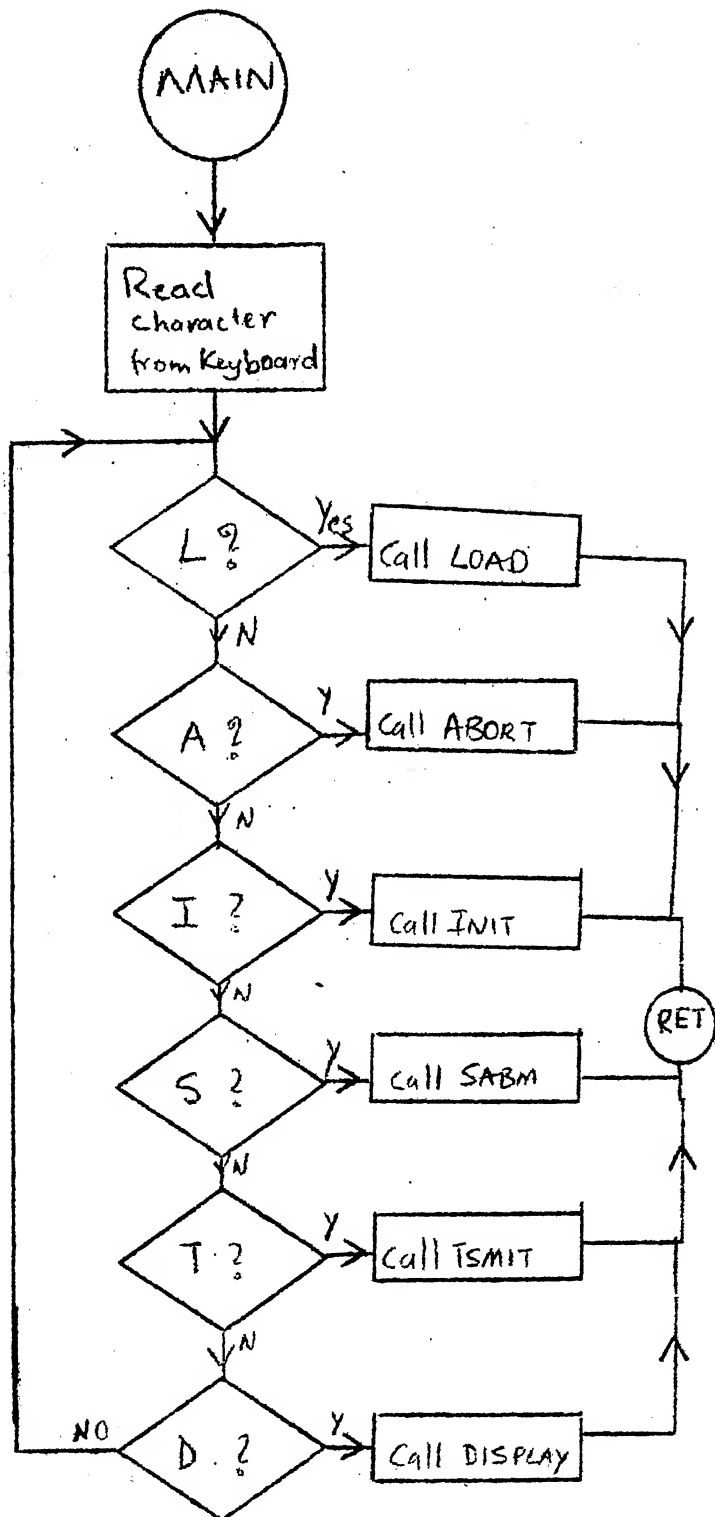 MAIN
Read
character
from Keyboard
L ?
Yes
Call LOAD
N
A ?
Y
Call ABORT
N
I ?
Y
Call INIT
N
RET
S ?
Y
Call SABM
N
T ?
Y
Call TSMIT
N
D ?
NO
Y
Call DISPLAY